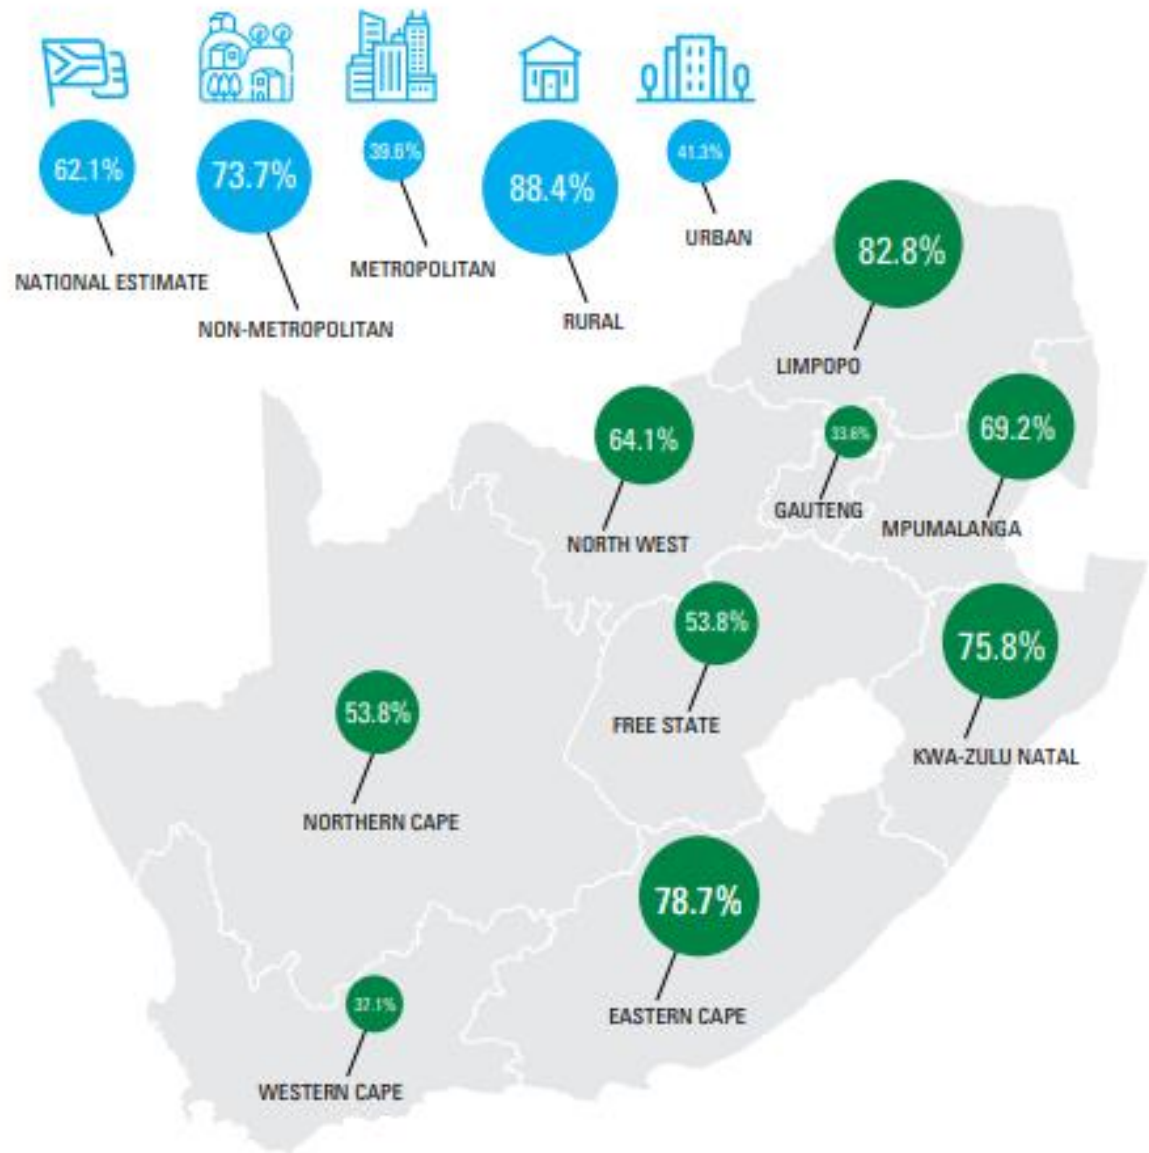 62.1%
73.7%
39.6%
88.4%
41.3%
NATIONAL ESTIMATE
NON-METROPOLITAN
METROPOLITAN
RURAL
URBAN
82.8%
LIMPOPO
64.1%
NORTH WEST
33.6%
GAUTENG
69.2%
MPUMALANGA
53.8%
FREE STATE
75.8%
KWA-ZULU NATAL
53.8%
NORTHERN CAPE
78.7%
EASTERN CAPE
37.1%
WESTERN CAPE